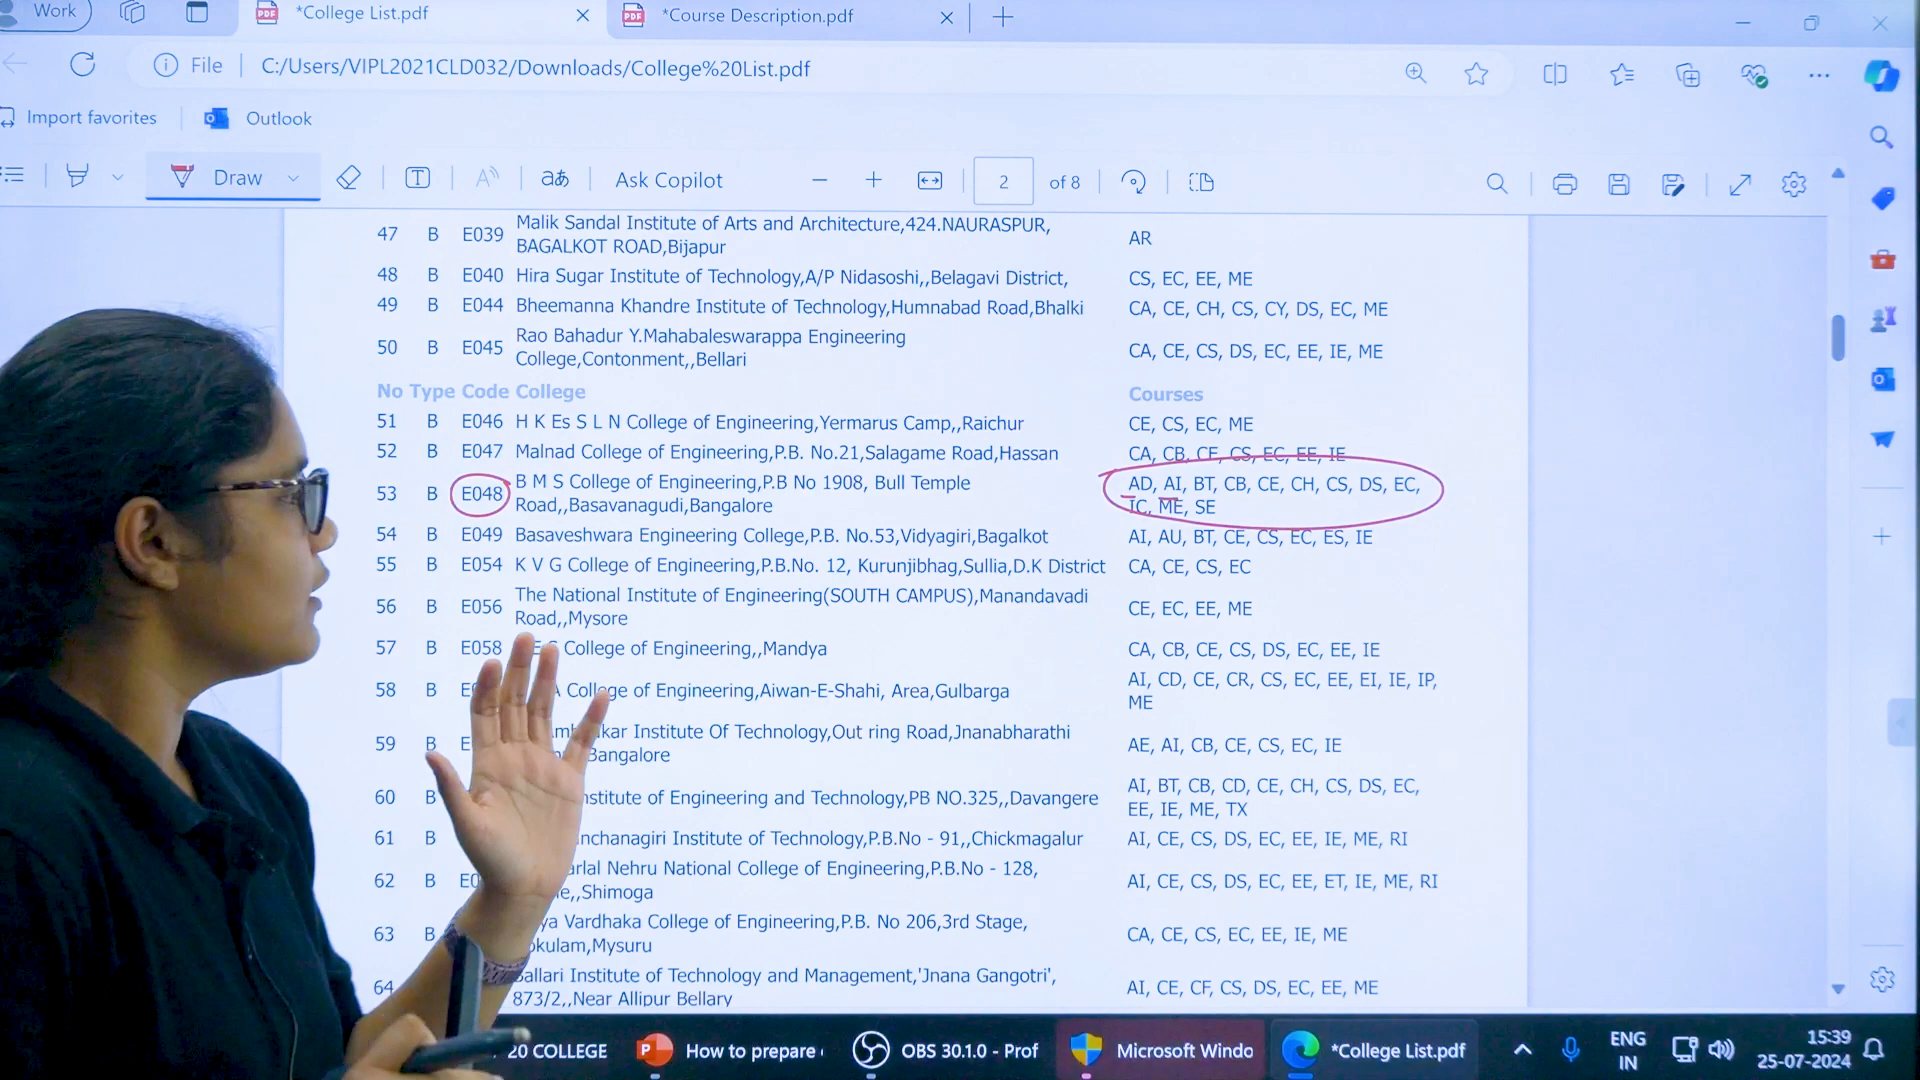 Work
*College List.pdf
*Course Description.pdf
File
C:/Users/VIPL2021CLD032/Downloads/College%20List.pdf
Import favorites
Outlook
Draw
Ask Copilot
2 of 8
47 B E039 Malik Sandal Institute of Arts and Architecture,424.NAURASPUR,
BAGALKOT ROAD,Bijapur
AR
48 B E040 Hira Sugar Institute of Technology,A/P Nidasoshi,,Belagavi District, CS, EC, EE, ME
49 B E044 Bheemanna Khandre Institute of Technology,Humnabad Road,Bhalki CA, CE, CH, CS, CY, DS, EC, ME
50 B E045 Rao Bahadur Y.Mahabaleswarappa Engineering
College,Contonment,,Bellari
CA, CE, CS, DS, EC, EE, IE, ME
No Type Code College Courses
51 B E046 H K Es S L N College of Engineering,Yermarus Camp,,Raichur CE, CS, EC, ME
52 B E047 Malnad College of Engineering,P.B. No.21,Salagame Road,Hassan CA, CB, CE, CS, EC, EE, IE
53 B E048 B M S College of Engineering,P.B No 1908, Bull Temple
Road,,Basavanagudi,Bangalore
AD, AI, BT, CB, CE, CH, CS, DS, EC,
IC, ME, SE
54 B E049 Basaveshwara Engineering College,P.B. No.53,Vidyagiri,Bagalkot AI, AU, BT, CE, CS, EC, ES, IE
55 B E054 K V G College of Engineering,P.B.No. 12, Kurunjibhag,Sullia,D.K District CA, CE, CS, EC
56 B E056 The National Institute of Engineering(SOUTH CAMPUS),Manandavadi
Road,,Mysore
CE, EC, EE, ME
57 B E058 College of Engineering,,Mandya CA, CB, CE, CS, DS, EC, EE, IE
58 B College of Engineering,Aiwan-E-Shahi, Area,Gulbarga
AI, CD, CE, CR, CS, EC, EE, EI, IE, IP,
ME
59 B Institute Of Technology,Out ring Road,Jnanabharathi
Bangalore
AE, AI, CB, CE, CS, EC, IE
60 B Institute of Engineering and Technology,PB NO.325,,Davangere
AI, BT, CB, CD, CE, CH, CS, DS, EC,
EE, IE, ME, TX
61 B Institute of Technology,P.B.No - 91,,Chickmagalur AI, CE, CS, DS, EC, EE, IE, ME, RI
62 B Nehru National College of Engineering,P.B.No - 128,
Shimoga
AI, CE, CS, DS, EC, EE, ET, IE, ME, RI
63 B Vardhaka College of Engineering,P.B. No 206,3rd Stage,
Mysuru
CA, CE, CS, EC, EE, IE, ME
64 Ballari Institute of Technology and Management,'Jnana Gangotri',
873/2,,Near Allipur Bellary
AI, CE, CF, CS, DS, EC, EE, ME
20 COLLEGE
How to prepare
OBS 30.1.0 - Prof
Microsoft Windo
*College List.pdf
ENG
IN
15:39
25-07-2024